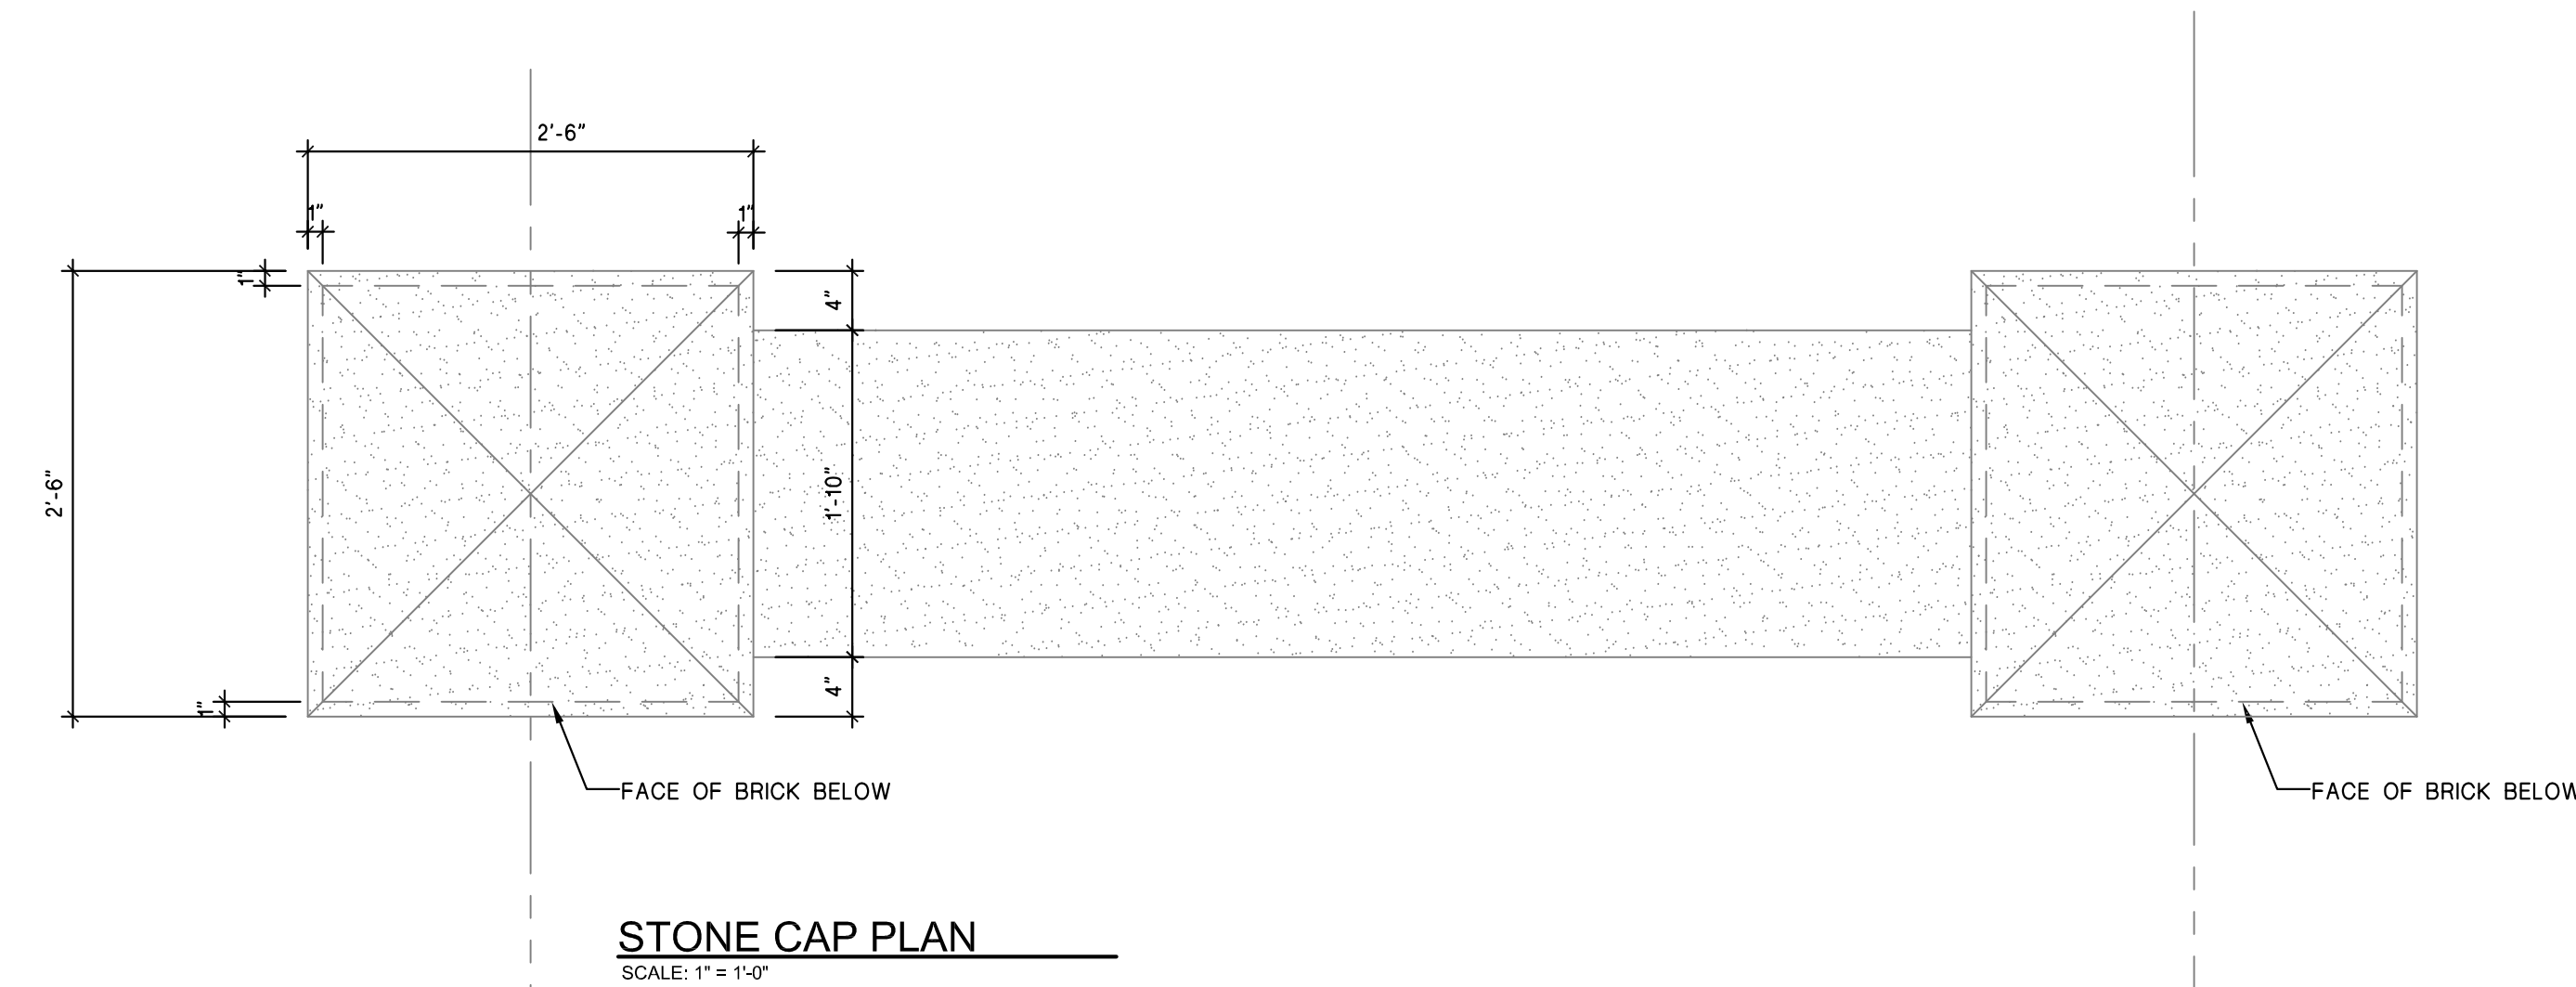 2'-6"
1"
1"
1"
4"
2'-6"
1'-10"
4"
1"
FACE OF BRICK BELOW
FACE OF BRICK BELOW
STONE CAP PLAN
SCALE: 1" = 1'-0"